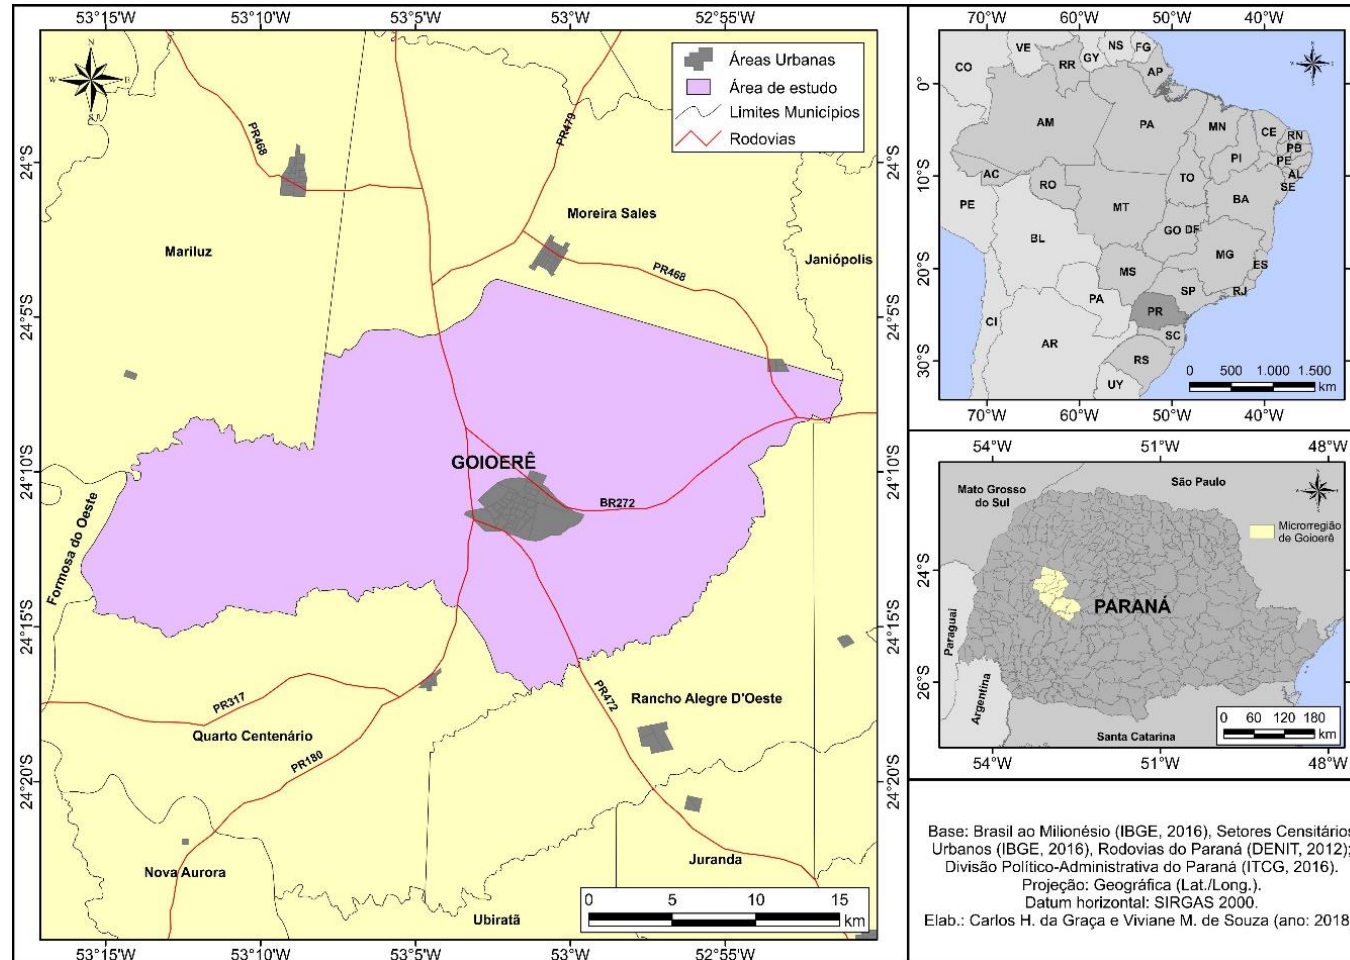 53°15'W 53°10'W 53°5'W 53°W 52°55'W
24°S
24°5'S
24°10'S
24°15'S
24°20'S
N
W E
S
Áreas Urbanas
Área de estudo
Limites Municípios
Rodovias
PR468
PR479
Moreira Sales
Mariluz
Janiópolis
PR468
GOIOERÊ
BR272
Formosa do Oeste
PR317
Quarto Centenário
PR180
PR472
Rancho Alegre D'Oeste
Nova Aurora
Juranda
Ubiratã
0 5 10 15
km
24°S
24°5'S
24°10'S
24°15'S
24°20'S
53°15'W 53°10'W 53°5'W 53°W 52°55'W
70°W 60°W 50°W 40°W
0°
10°S
20°S
30°S
VE NS FG
CO RR GY AP
AM PA MN CE RN
PB
PI PE
AC RO TO AL
SE
PE MT BA
BL GO DF
MG
MS ES
PA SP RJ
CI PR
SC
AR RS
UY
0 500 1.000 1.500
km
0°
10°S
20°S
30°S
70°W 60°W 50°W 40°W
54°W 51°W 48°W
24°S
26°S
Mato Grosso
do Sul
São Paulo
Microrregião
de Goioerê
PARANÁ
Paraguai
Argentina
Santa Catarina
0 60 120 180
km
24°S
26°S
54°W 51°W 48°W
Base: Brasil ao Milionésio (IBGE, 2016), Setores Censitários
Urbanos (IBGE, 2016), Rodovias do Paraná (DENIT, 2012);
Divisão Político-Administrativa do Paraná (ITCG, 2016).
Projeção: Geográfica (Lat./Long.).
Datum horizontal: SIRGAS 2000.
Elab.: Carlos H. da Graça e Viviane M. de Souza (ano: 2018